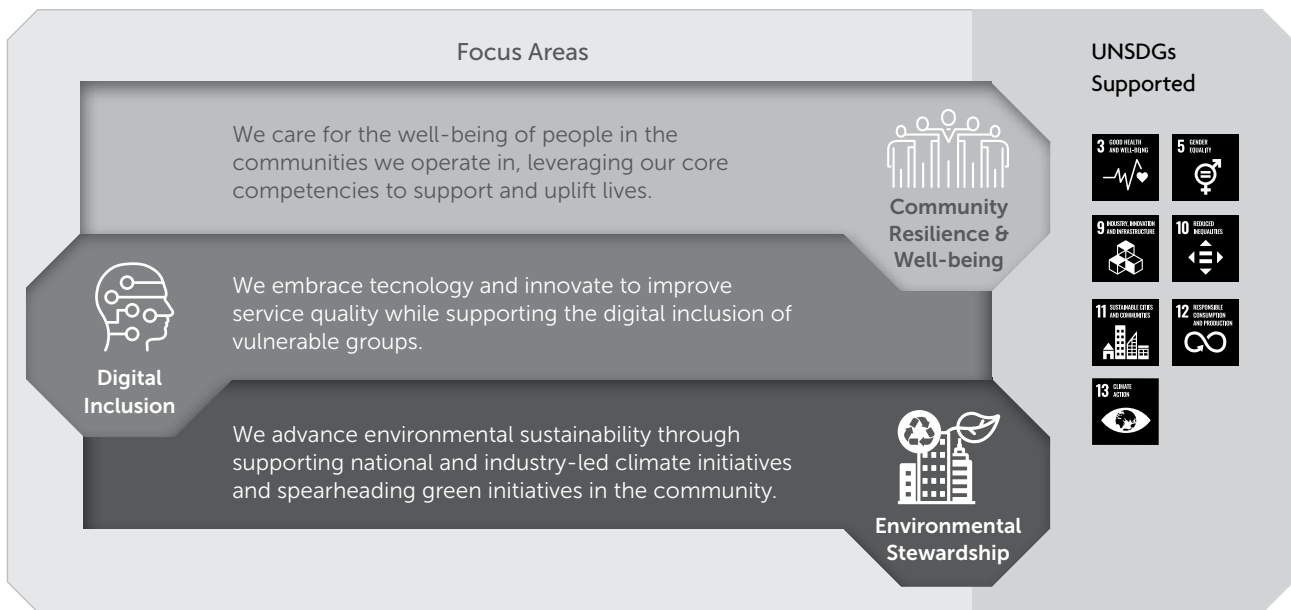 Focus Areas
We care for the well-being of people in the
communities we operate in, leveraging our core
competencies to support and uplift lives.
Community
Resilience &
Well-being
We embrace tecnology and innovate to improve
service quality while supporting the digital inclusion of
vulnerable groups.
Digital
Inclusion
We advance environmental sustainability through
supporting national and industry-led climate initiatives
and spearheading green initiatives in the community.
Environmental
Stewardship
UNSDGs
Supported
3 GOOD HEALTH
AND WELL-BEING
5 GENDER
EQUALITY
9 INDUSTRY, INNOVATION
AND INFRASTRUCTURE
10 REDUCED
INEQUALITIES
11 SUSTAINABLE CITIES
AND COMMUNITIES
12 RESPONSIBLE
CONSUMPTION
AND PRODUCTION
13 CLIMATE
ACTION